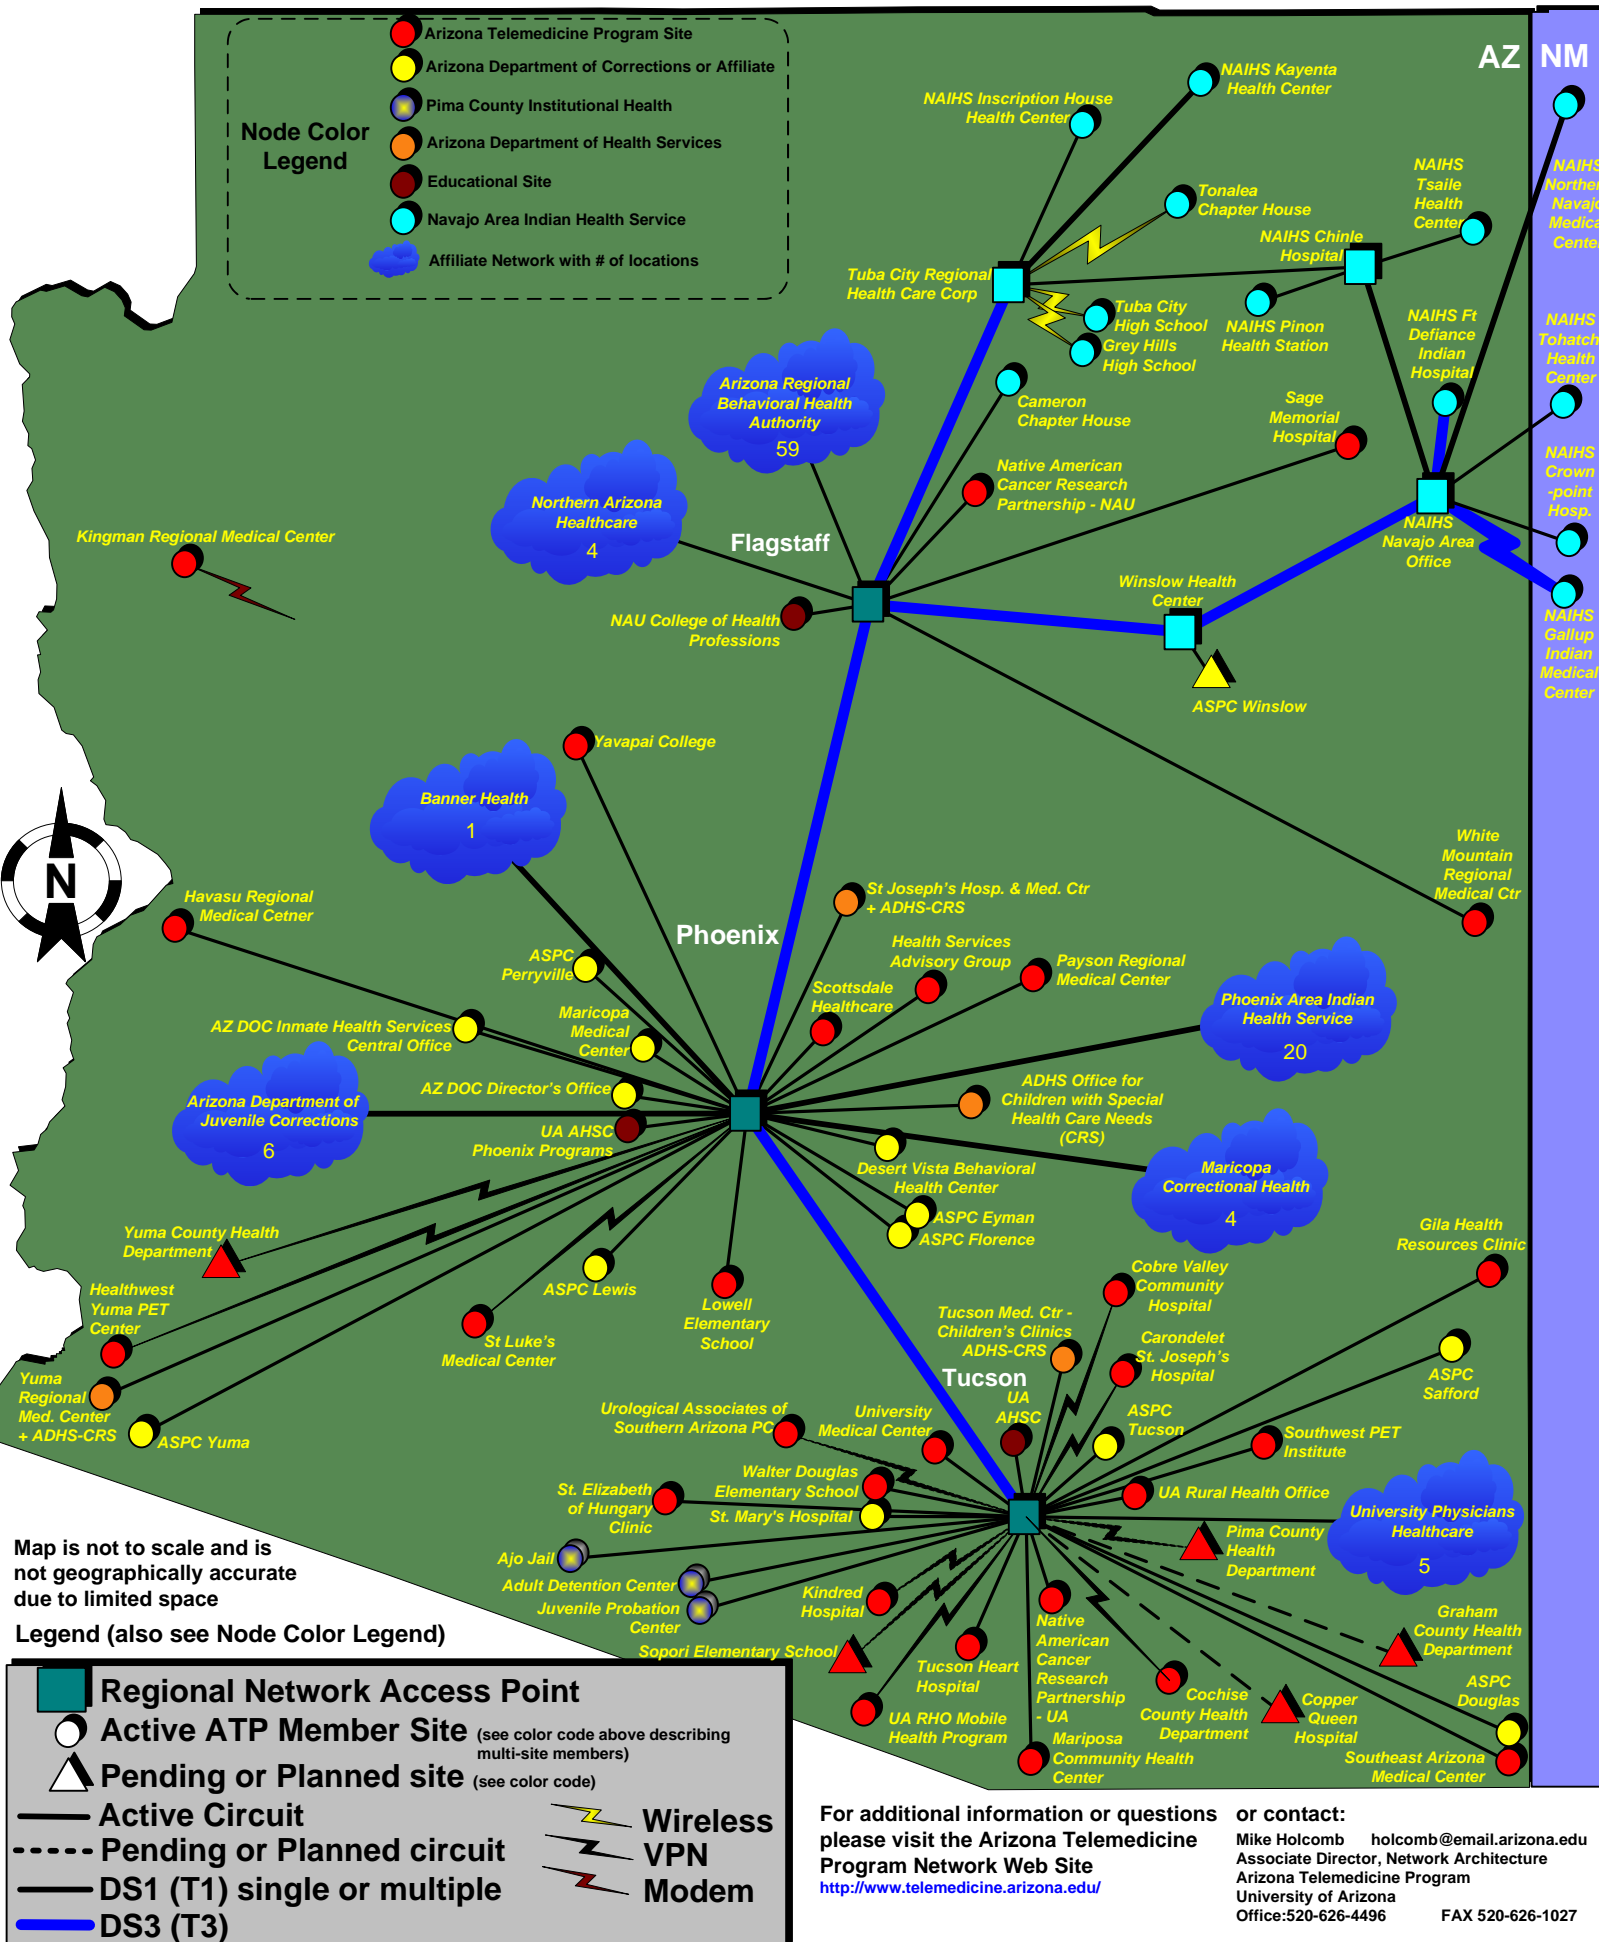 AZ
NM
Node Color
Legend
Arizona Telemedicine Program Site
Arizona Department of Corrections or Affiliate
Pima County Institutional Health
Arizona Department of Health Services
Educational Site
Navajo Area Indian Health Service
Affiliate Network with # of locations
NAIHS Kayenta
Health Center
NAIHS Inscription House
Health Center
Tonalea
Chapter House
NAIHS
Tsaile
Health
Center
NAIHS
Norther
Navajo
Medica
Cente
NAIHS Chinle
Hospital
Tuba City Regional
Health Care Corp
Tuba City
High School
Grey Hills
High School
NAIHS Pinon
Health Station
NAIHS Ft
Defiance
Indian
Hospital
NAIHS
Tohatch
Health
Center
Arizona Regional
Behavioral Health
Authority
59
Cameron
Chapter House
Sage
Memorial
Hospital
NAIHS
Crown
-point
Hosp.
Northern Arizona
Healthcare
4
Native American
Cancer Research
Partnership - NAU
Kingman Regional Medical Center
Flagstaff
NAIHS
Navajo Area
Office
Winslow Health
Center
NAU College of Health
Professions
NAIHS
Gallup
Indian
Medical
Center
ASPC Winslow
Yavapai College
Banner Health
1
N
White
Mountain
Regional
Medical Ctr
Havasu Regional
Medical Cetner
St Joseph's Hosp. & Med. Ctr
+ ADHS-CRS
Phoenix
ASPC
Perryville
Health Services
Advisory Group
Payson Regional
Medical Center
Scottsdale
Healthcare
Phoenix Area Indian
Health Service
20
AZ DOC Inmate Health Services
Central Office
Maricopa
Medical
Center
AZ DOC Director's Office
ADHS Office for
Children with Special
Health Care Needs
(CRS)
Arizona Department of
Juvenile Corrections
6
UA AHSC
Phoenix Programs
Desert Vista Behavioral
Health Center
Maricopa
Correctional Health
4
ASPC Eyman
ASPC Florence
Yuma County Health
Department
Gila Health
Resources Clinic
Healthwest
Yuma PET
Center
ASPC Lewis
Lowell
Elementary
School
St Luke's
Medical Center
Cobre Valley
Community
Hospital
Tucson Med. Ctr -
Children's Clinics
ADHS-CRS
Carondelet
St. Joseph's
Hospital
Yuma
Regional
Med. Center
+ ADHS-CRS
ASPC Yuma
Tucson
ASPC
Safford
Urological Associates of
Southern Arizona PC
University
Medical Center
UA
AHSC
ASPC
Tucson
Southwest PET
Institute
Walter Douglas
Elementary School
St. Elizabeth
of Hungary
Clinic
St. Mary's Hospital
UA Rural Health Office
University Physicians
Healthcare
5
Pima County
Health
Department
Ajo Jail
Adult Detention Center
Juvenile Probation
Center
Kindred
Hospital
Sopori Elementary School
Native
American
Cancer
Research
Partnership
- UA
Tucson Heart
Hospital
UA RHO Mobile
Health Program
Mariposa
Community Health
Center
Cochise
County Health
Department
Copper
Queen
Hospital
Graham
County Health
Department
ASPC
Douglas
Southeast Arizona
Medical Center
Map is not to scale and is
not geographically accurate
due to limited space
Legend (also see Node Color Legend)
Regional Network Access Point
Active ATP Member Site (see color code above describing
multi-site members)
Pending or Planned site (see color code)
Active Circuit
Pending or Planned circuit
DS1 (T1) single or multiple
DS3 (T3)
Wireless
VPN
Modem
For additional information or questions
please visit the Arizona Telemedicine
Program Network Web Site
http://www.telemedicine.arizona.edu/
or contact:
Mike Holcomb holcomb@email.arizona.edu
Associate Director, Network Architecture
Arizona Telemedicine Program
University of Arizona
Office:520-626-4496 FAX 520-626-1027